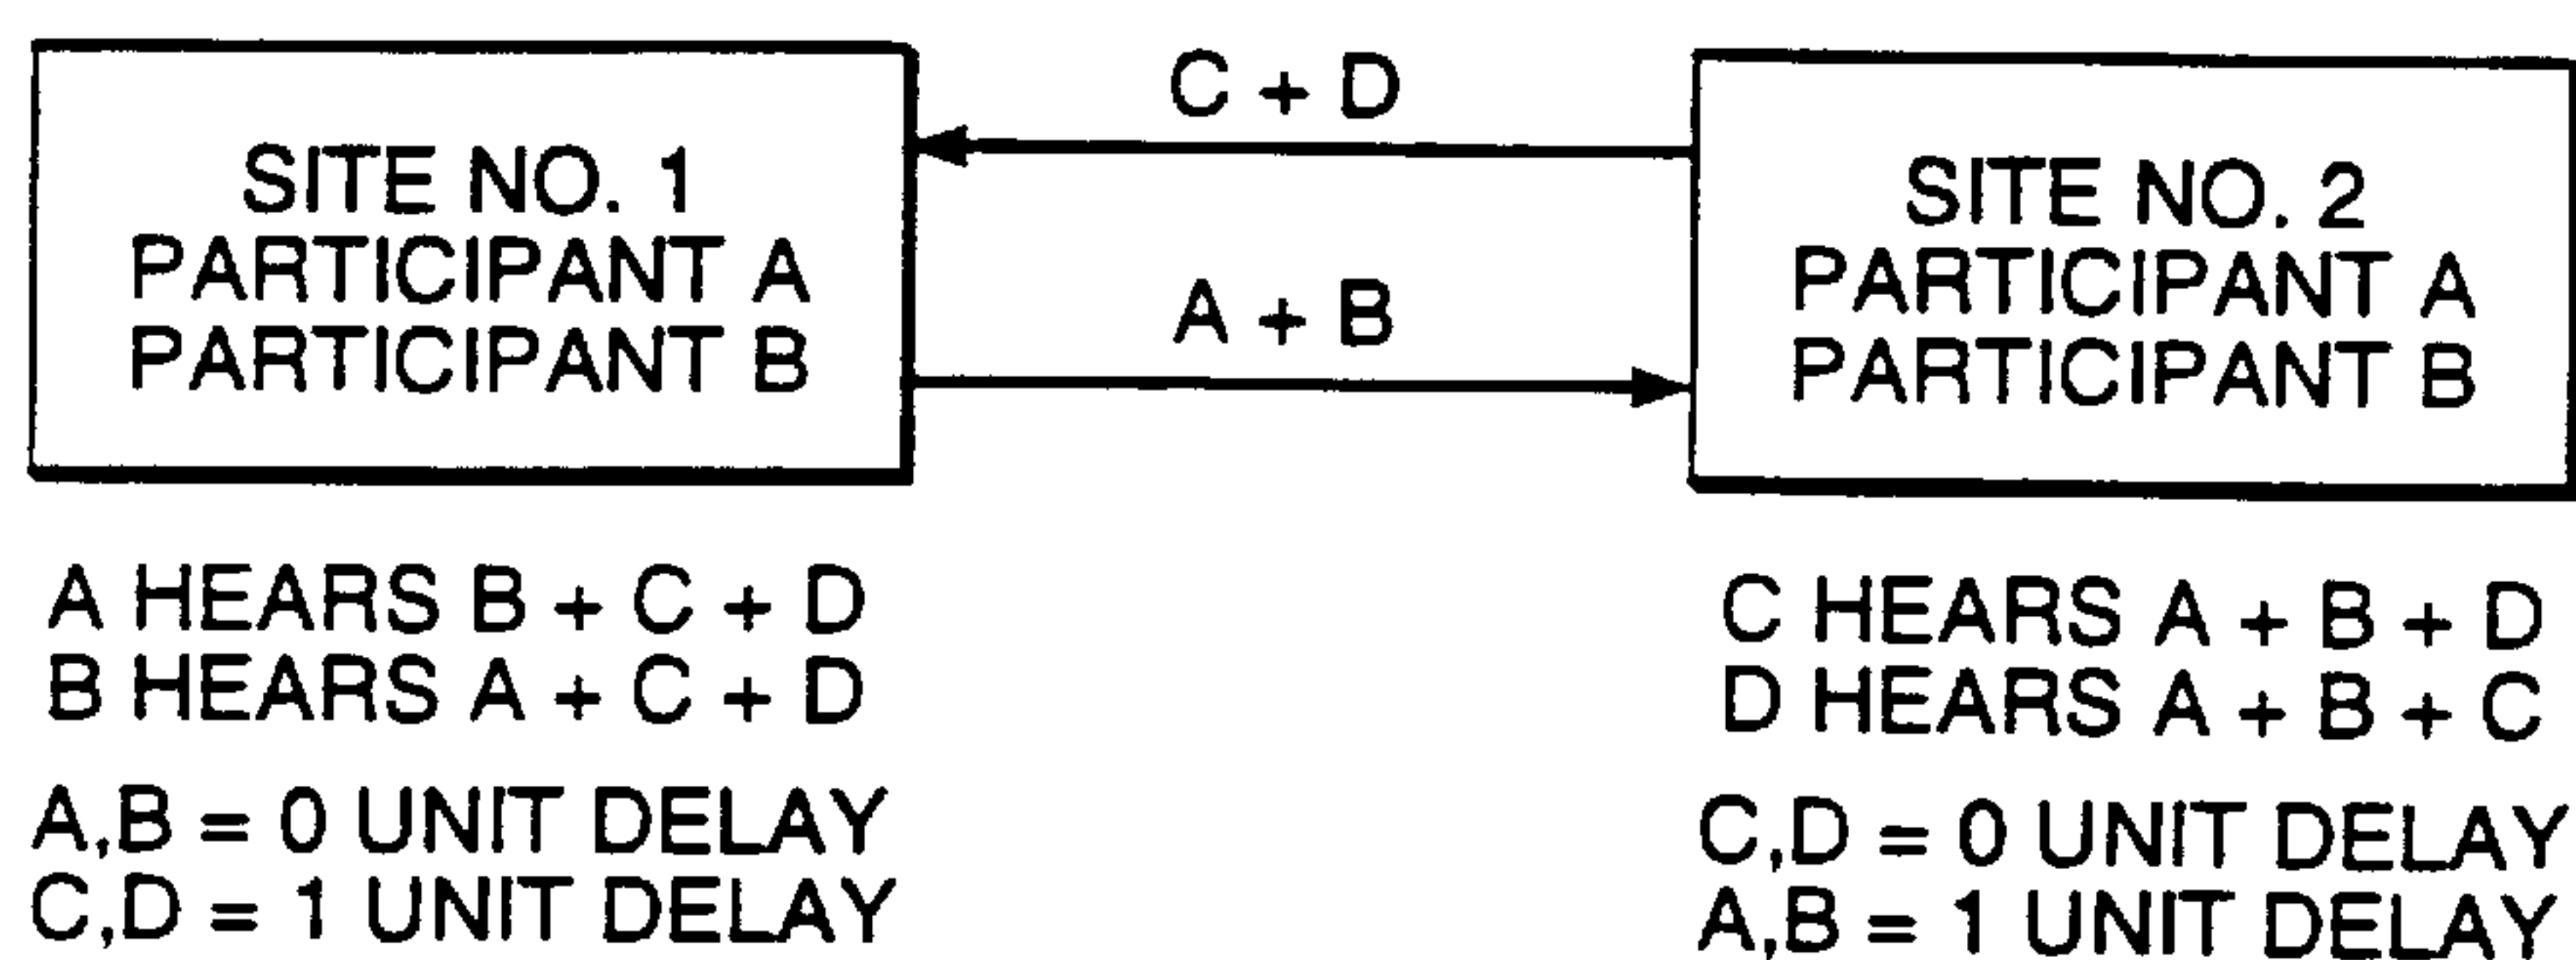 SITE NO. 1
PARTICIPANT A
PARTICIPANT B
C + D
A + B
SITE NO. 2
PARTICIPANT A
PARTICIPANT B
A HEARS B + C + D
B HEARS A + C + D
A,B = 0 UNIT DELAY
C,D = 1 UNIT DELAY
C HEARS A + B + D
D HEARS A + B + C
C,D = 0 UNIT DELAY
A,B = 1 UNIT DELAY